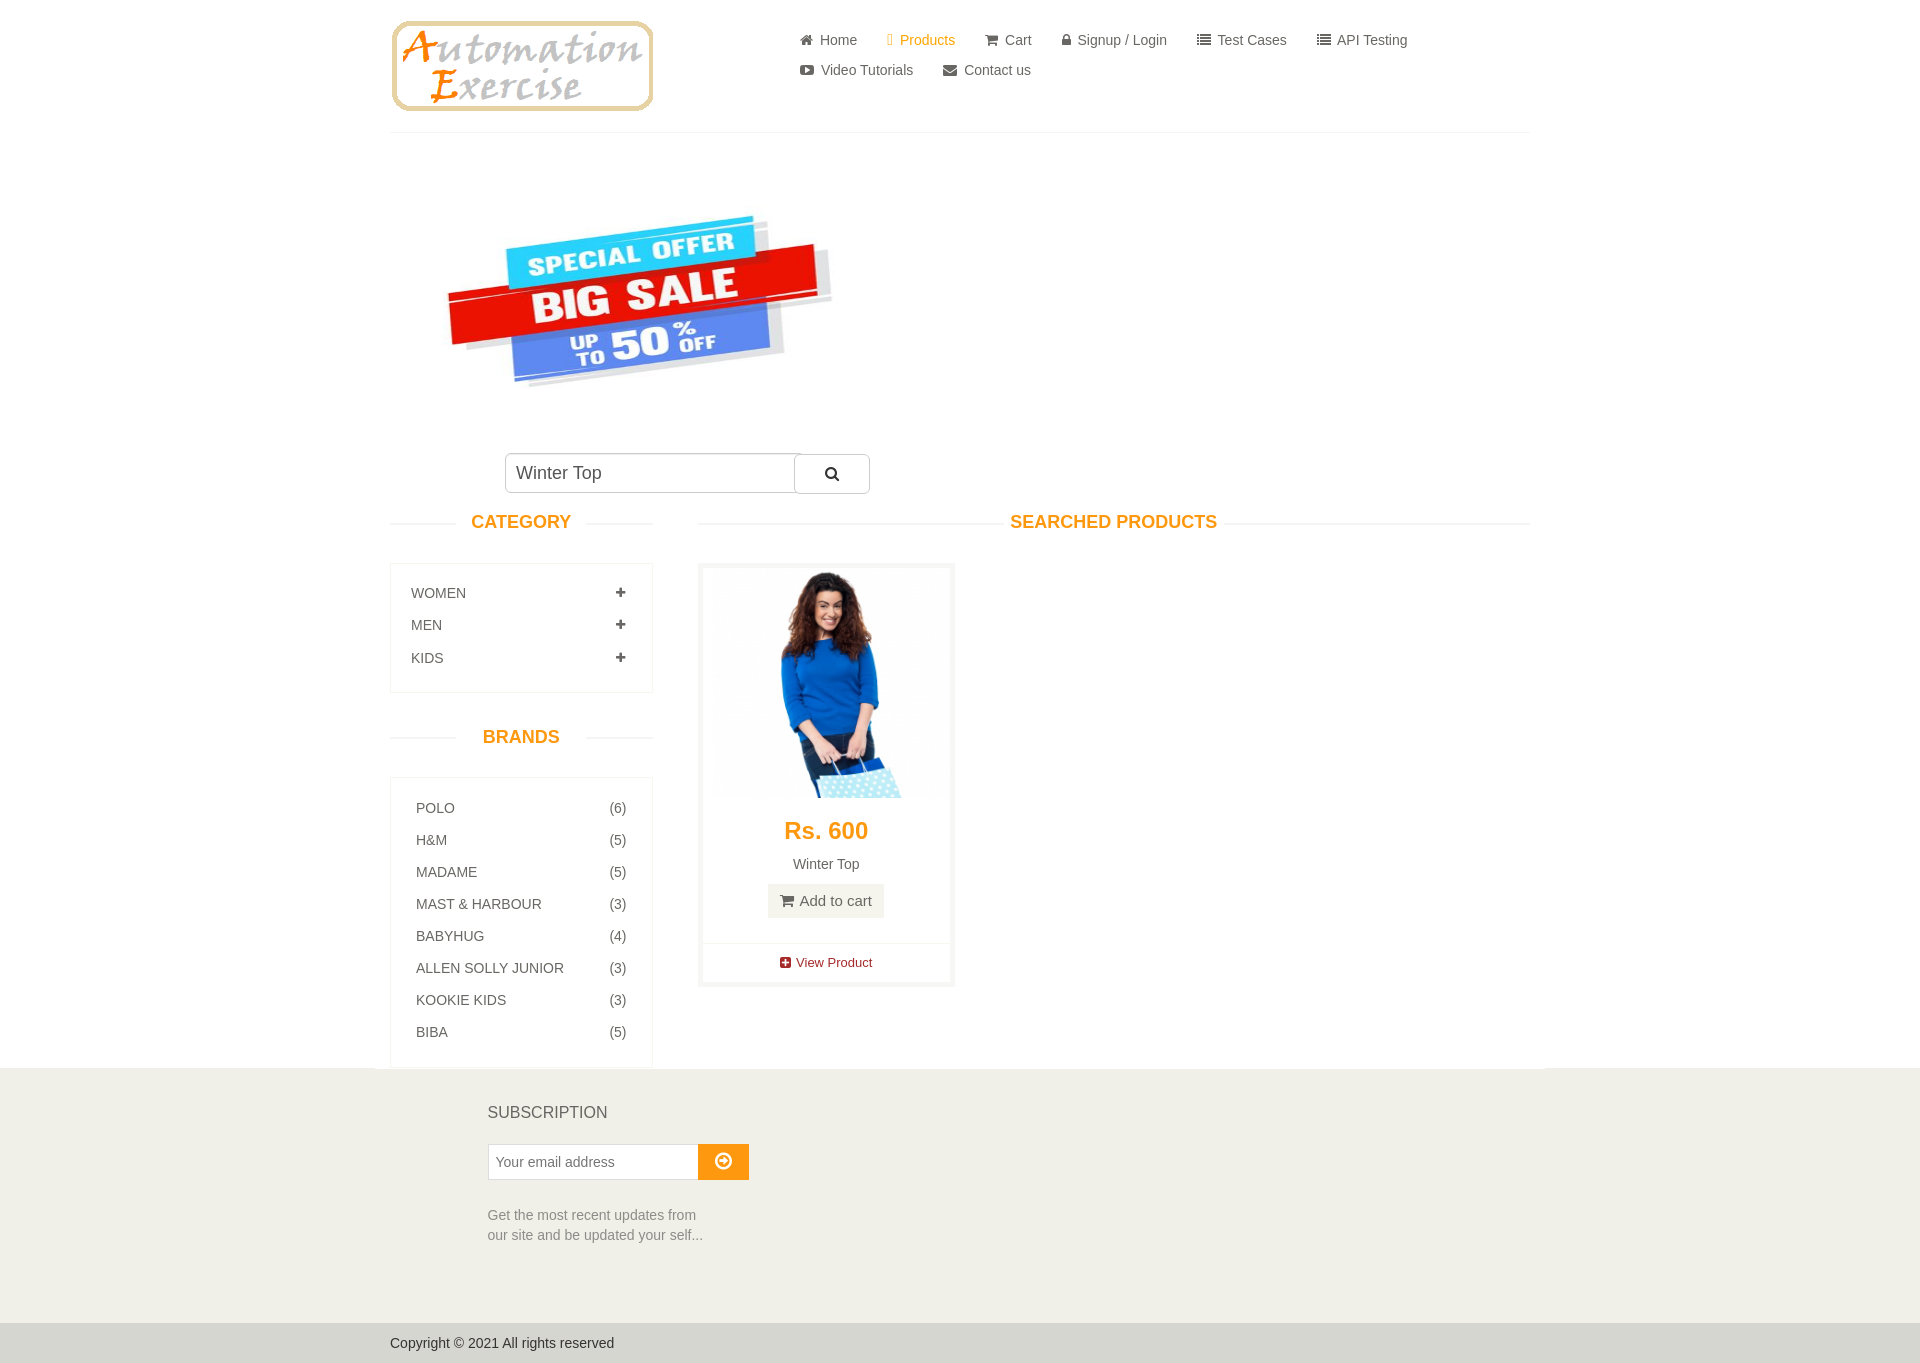 Automation
Exercise
Home
Products
Cart
Signup / Login
Test Cases
API Testing
Video Tutorials
Contact us
SPECIAL OFFER
BIG SALE
UP TO 50% OFF
Winter Top
CATEGORY
WOMEN
MEN
KIDS
BRANDS
POLO (6)
H&M (5)
MADAME (5)
MAST & HARBOUR (3)
BABYHUG (4)
ALLEN SOLLY JUNIOR (3)
KOOKIE KIDS (3)
BIBA (5)
SEARCHED PRODUCTS
Rs. 600
Winter Top
Add to cart
View Product
SUBSCRIPTION
Your email address
Get the most recent updates from
our site and be updated your self...
Copyright © 2021 All rights reserved